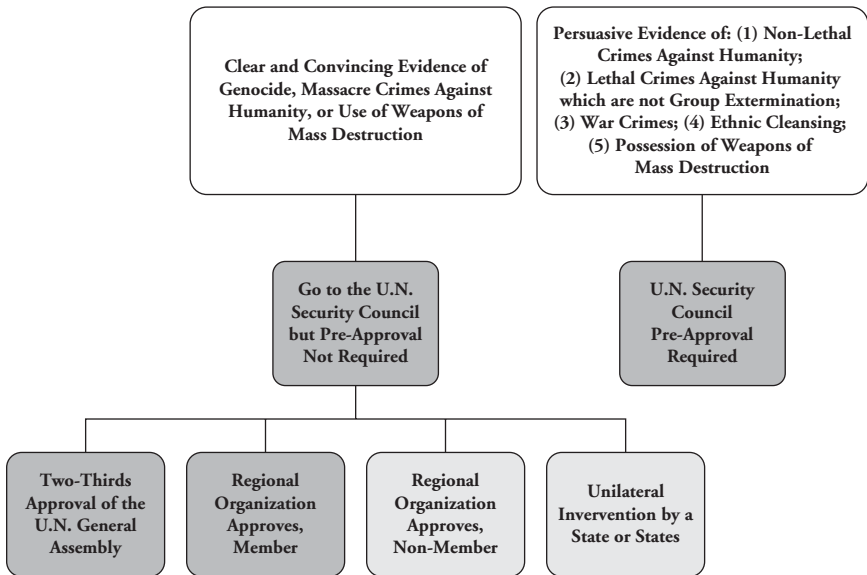 Clear and Convincing Evidence of
Genocide, Massacre Crimes Against
Humanity, or Use of Weapons of
Mass Destruction
Persuasive Evidence of: (1) Non-Lethal
Crimes Against Humanity;
(2) Lethal Crimes Against Humanity
which are not Group Extermination;
(3) War Crimes; (4) Ethnic Cleansing;
(5) Possession of Weapons of
Mass Destruction
Go to the U.N.
Security Council
but Pre-Approval
Not Required
U.N. Security
Council
Pre-Approval
Required
Two-Thirds
Approval of the
U.N. General
Assembly
Regional
Organization
Approves,
Member
Regional
Organization
Approves,
Non-Member
Unilateral
Invervention by a
State or States